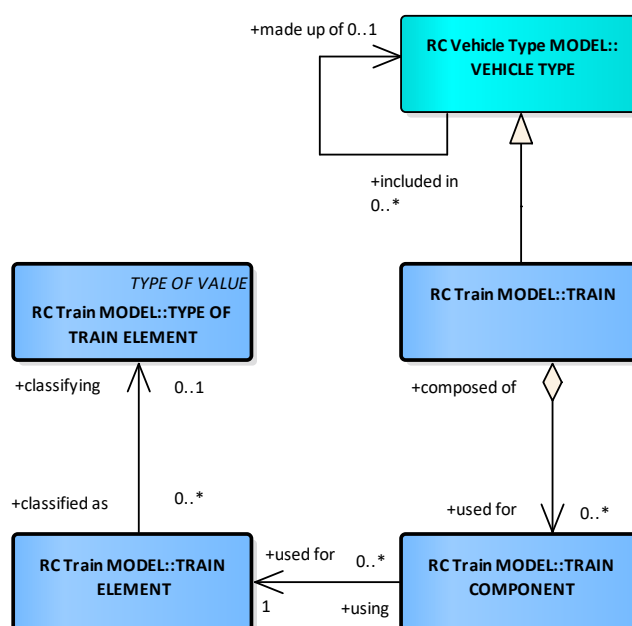 +made up of 0..1
RC Vehicle Type MODEL::
VEHICLE TYPE
+included in
0..*
TYPE OF VALUE
RC Train MODEL::TYPE OF
TRAIN ELEMENT
RC Train MODEL::TRAIN
+classifying
0..1
+composed of
+classified as
0..*
+used for
0..*
RC Train MODEL::TRAIN
ELEMENT
+used for
0..*
1
+using
RC Train MODEL::TRAIN
COMPONENT